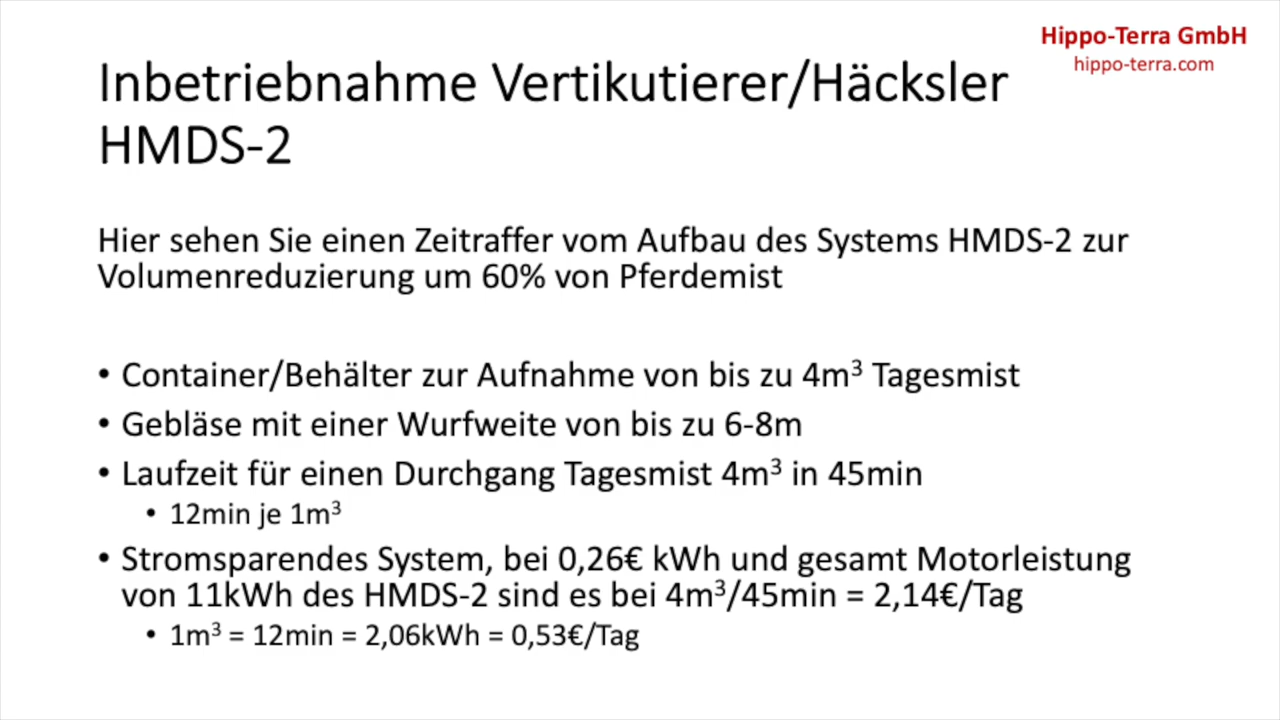 Hippo-Terra GmbH
hippo-terra.com
Inbetriebnahme Vertikutierer/Häcksler
HMDS-2
Hier sehen Sie einen Zeitraffer vom Aufbau des Systems HMDS-2 zur
Volumenreduzierung um 60% von Pferdemist
• Container/Behälter zur Aufnahme von bis zu 4m³ Tagesmist
• Gebläse mit einer Wurfweite von bis zu 6-8m
• Laufzeit für einen Durchgang Tagesmist 4m³ in 45min
• 12min je 1m³
• Stromsparendes System, bei 0,26€ kWh und gesamt Motorleistung
von 11kWh des HMDS-2 sind es bei 4m³/45min = 2,14€/Tag
• 1m³ = 12min = 2,06kWh = 0,53€/Tag